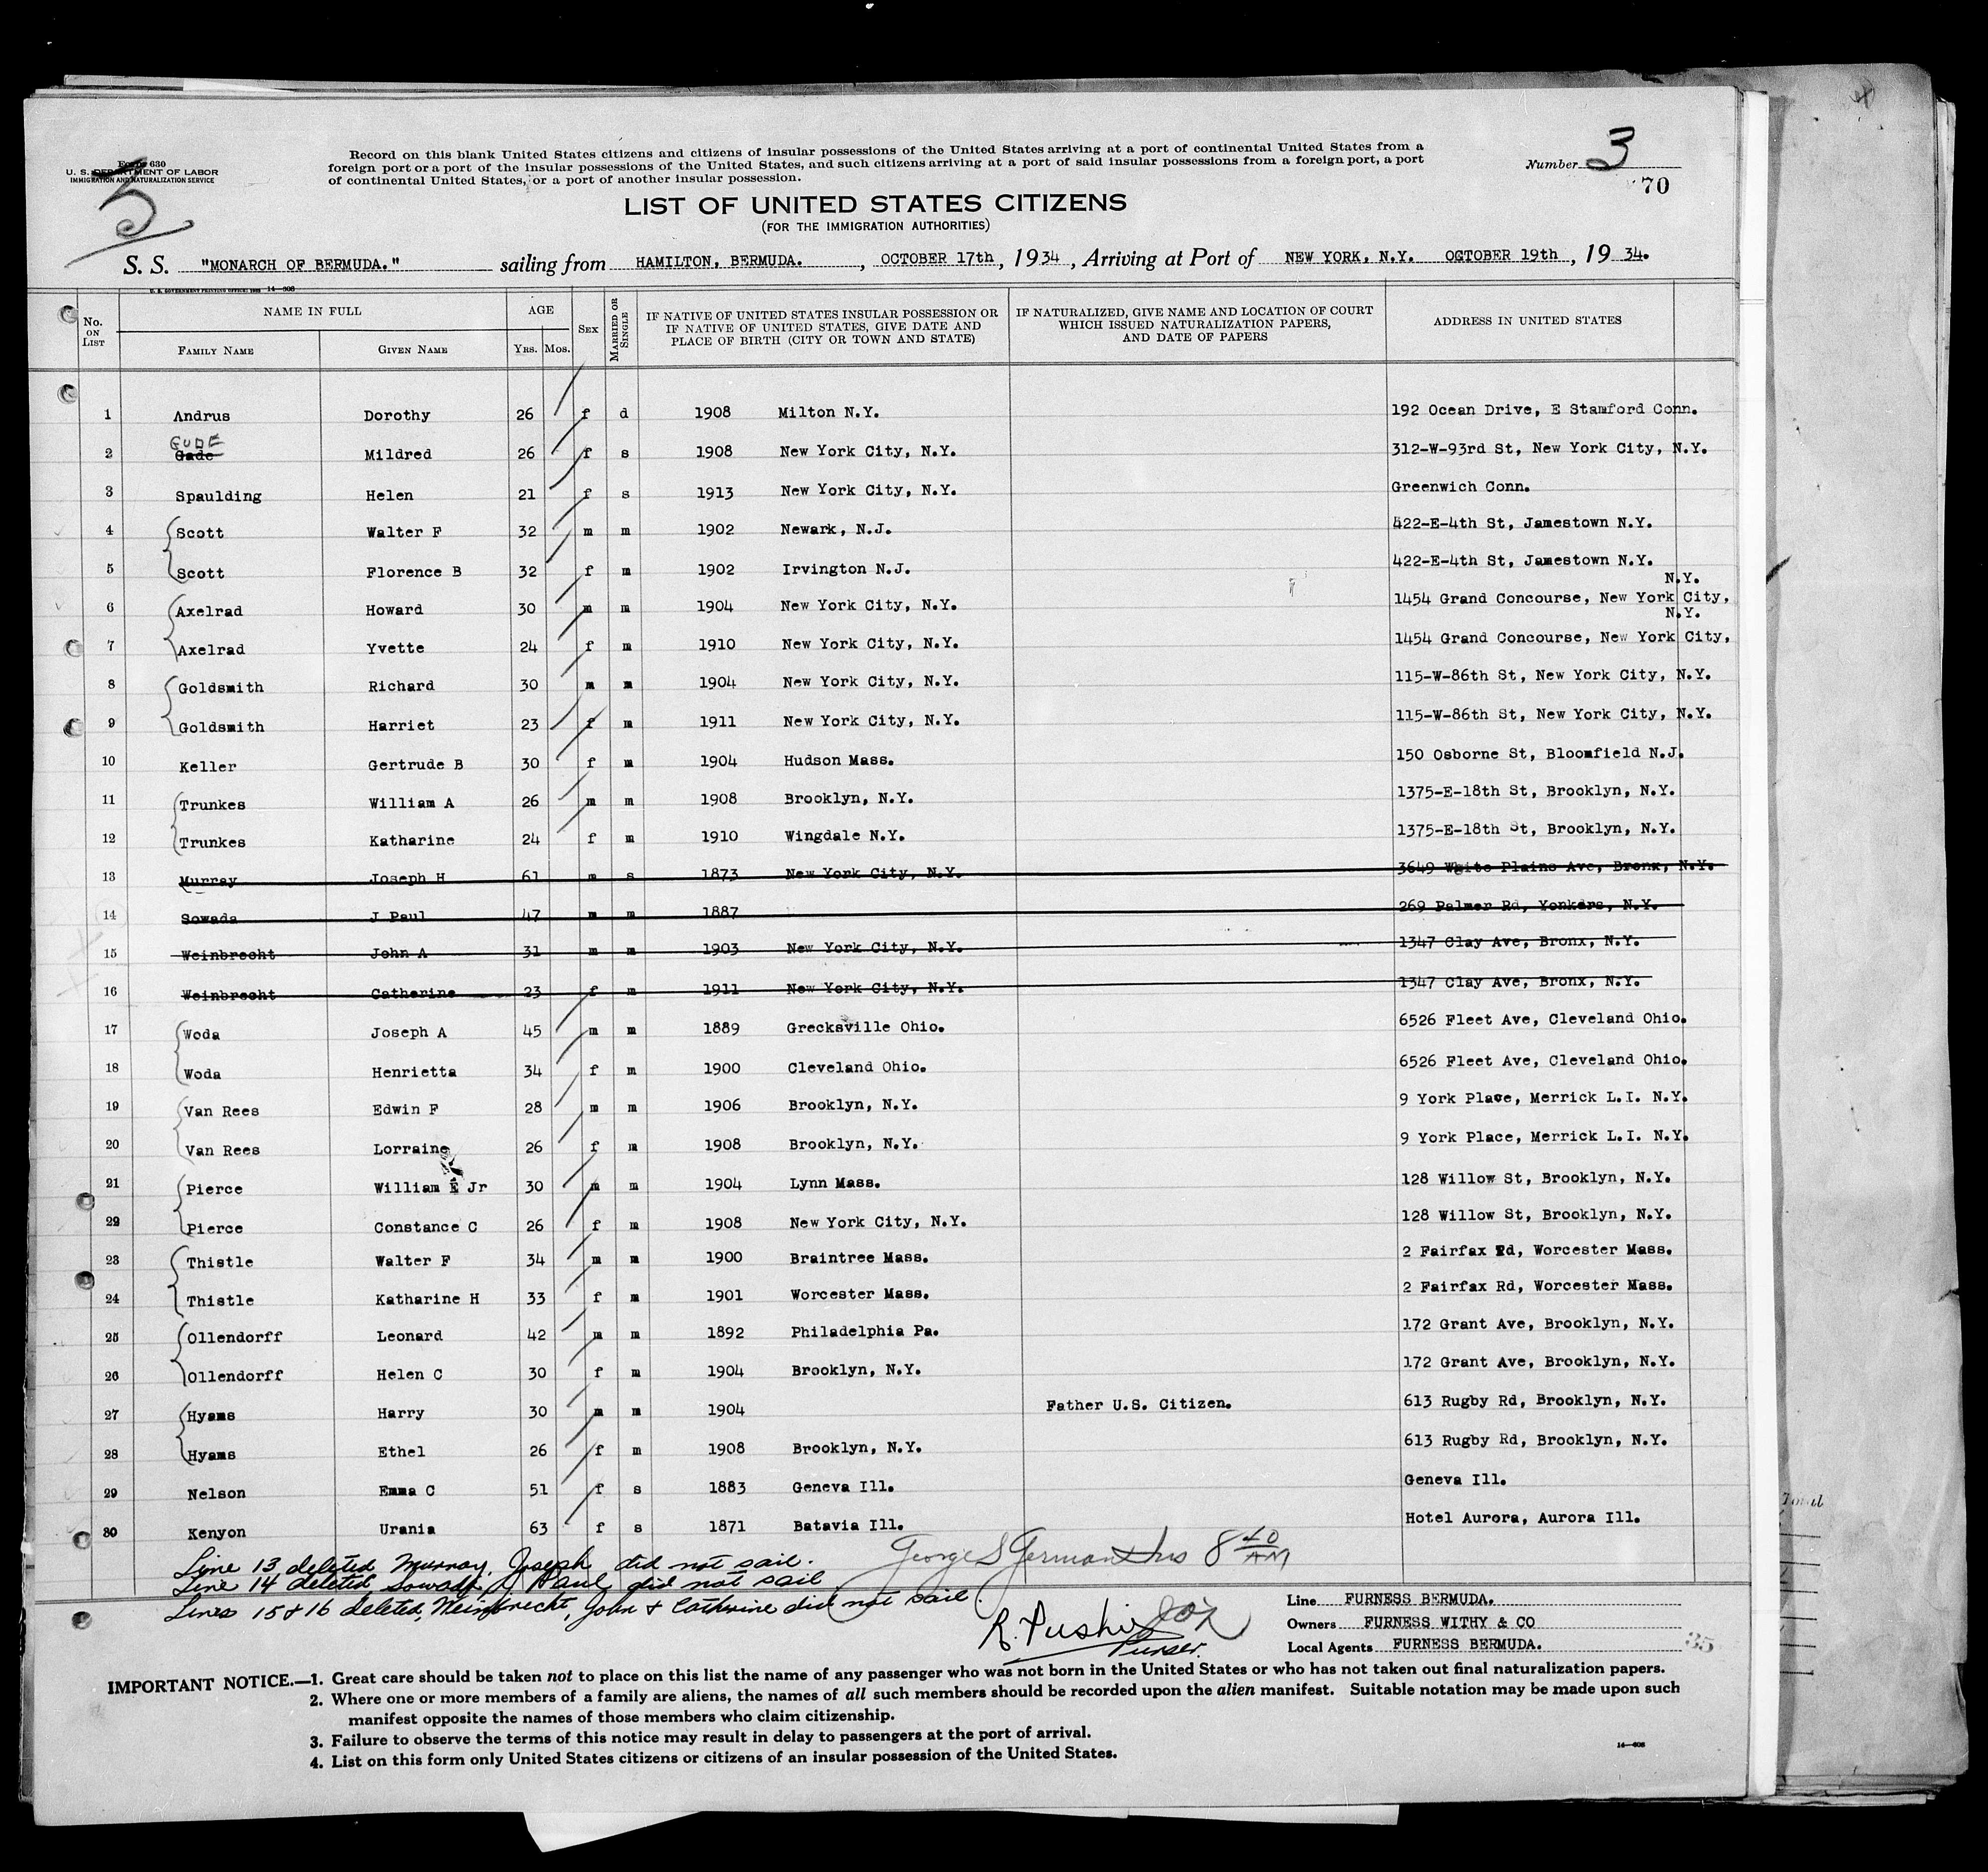 Form 630
U. S. DEPARTMENT OF LABOR
IMMIGRATION AND NATURALIZATION SERVICE
5
Record on this blank United States citizens and citizens of insular possessions of the United States arriving at a port of continental United States from a
foreign port or a port of the insular possessions of the United States, and such citizens arriving at a port of said insular possessions from a foreign port, a port
of continental United States, or a port of another insular possession.
Number 3
70
LIST OF UNITED STATES CITIZENS
(FOR THE IMMIGRATION AUTHORITIES)
S. S. "MONARCH OF BERMUDA." sailing from HAMILTON, BERMUDA. , OCTOBER 17th, 19 34, Arriving at Port of NEW YORK, N.Y. OCTOBER 19th, 19 34.
No. ON LIST NAME IN FULL FAMILY NAME GIVEN NAME AGE YRS. MOS. SEX MARRIED OR SINGLE IF NATIVE OF UNITED STATES INSULAR POSSESSION OR IF NATIVE OF UNITED STATES, GIVE DATE AND PLACE OF BIRTH (CITY OR TOWN AND STATE) IF NATURALIZED, GIVE NAME AND LOCATION OF COURT WHICH ISSUED NATURALIZATION PAPERS, AND DATE OF PAPERS ADDRESS IN UNITED STATES
1 Andrus Dorothy 26 f d 1908 Milton N.Y. 192 Ocean Drive, E Stamford Conn.
GUDE
2 Gade Mildred 26 f s 1908 New York City, N.Y. 312-W-93rd St, New York City, N.Y.
3 Spaulding Helen 21 f s 1913 New York City, N.Y. Greenwich Conn.
4 Scott Walter F 32 m m 1902 Newark, N.J. 422-E-4th St, Jamestown N.Y.
5 Scott Florence B 32 f m 1902 Irvington N.J. 422-E-4th St, Jamestown N.Y.
N.Y.
6 Axelrad Howard 30 m m 1904 New York City, N.Y. 1454 Grand Concourse, New York City,
N.Y.
7 Axelrad Yvette 24 f m 1910 New York City, N.Y. 1454 Grand Concourse, New York City,
8 Goldsmith Richard 30 m m 1904 New York City, N.Y. 115-W-86th St, New York City, N.Y.
9 Goldsmith Harriet 23 f m 1911 New York City, N.Y. 115-W-86th St, New York City, N.Y.
10 Keller Gertrude B 30 f m 1904 Hudson Mass. 150 Osborne St, Bloomfield N.J.
11 Trunkes William A 26 m m 1908 Brooklyn, N.Y. 1375-E-18th St, Brooklyn, N.Y.
12 Trunkes Katharine 24 f m 1910 Wingdale N.Y. 1375-E-18th St, Brooklyn, N.Y.
13 Murray Joseph H 61 m s 1873 New York City, N.Y. 3649 Wgite Plains Ave, Bronx, N.Y.
14 Sowada J Paul 47 m m 1887 269 Palmer Rd, Yonkers, N.Y.
15 Weinbrecht John A 31 m m 1903 New York City, N.Y. 1347 Clay Ave, Bronx, N.Y.
16 Weinbrecht Catherine 23 f m 1911 New York City, N.Y. 1347 Clay Ave, Bronx, N.Y.
17 Woda Joseph A 45 m m 1889 Grecksville Ohio. 6526 Fleet Ave, Cleveland Ohio.
18 Woda Henrietta 34 f m 1900 Cleveland Ohio. 6526 Fleet Ave, Cleveland Ohio.
19 Van Rees Edwin F 28 m m 1906 Brooklyn, N.Y. 9 York Place, Merrick L.I. N.Y.
20 Van Rees Lorraine 26 f m 1908 Brooklyn, N.Y. 9 York Place, Merrick L.I. N.Y.
21 Pierce William E Jr 30 m m 1904 Lynn Mass. 128 Willow St, Brooklyn, N.Y.
22 Pierce Constance C 26 f m 1908 New York City, N.Y. 128 Willow St, Brooklyn, N.Y.
23 Thistle Walter F 34 m m 1900 Braintree Mass. 2 Fairfax Rd, Worcester Mass.
24 Thistle Katharine H 33 f m 1901 Worcester Mass. 2 Fairfax Rd, Worcester Mass.
25 Ollendorff Leonard 42 m m 1892 Philadelphia Pa. 172 Grant Ave, Brooklyn, N.Y.
26 Ollendorff Helen C 30 f m 1904 Brooklyn, N.Y. 172 Grant Ave, Brooklyn, N.Y.
27 Hyams Harry 30 m m 1904 Father U.S. Citizen. 613 Rugby Rd, Brooklyn, N.Y.
28 Hyams Ethel 26 f m 1908 Brooklyn, N.Y. 613 Rugby Rd, Brooklyn, N.Y.
29 Nelson Emma C 51 f s 1883 Geneva Ill. Geneva Ill.
30 Kenyon Urania 63 f s 1871 Batavia Ill. Hotel Aurora, Aurora Ill.
Line 13 deleted Murray, Joseph did not sail.
Line 14 deleted Sowada, J Paul did not sail
Lines 15 & 16 deleted, Weinbrecht, John & Catherine did not sail.
George S German Ins 8 40 AM
Purser.
Line FURNESS BERMUDA.
Owners FURNESS WITHY & CO
Local Agents FURNESS BERMUDA.
35
IMPORTANT NOTICE.—1. Great care should be taken not to place on this list the name of any passenger who was not born in the United States or who has not taken out final naturalization papers.
2. Where one or more members of a family are aliens, the names of all such members should be recorded upon the alien manifest. Suitable notation may be made upon such
manifest opposite the names of those members who claim citizenship.
3. Failure to observe the terms of this notice may result in delay to passengers at the port of arrival.
4. List on this form only United States citizens or citizens of an insular possession of the United States.
14—608
Total